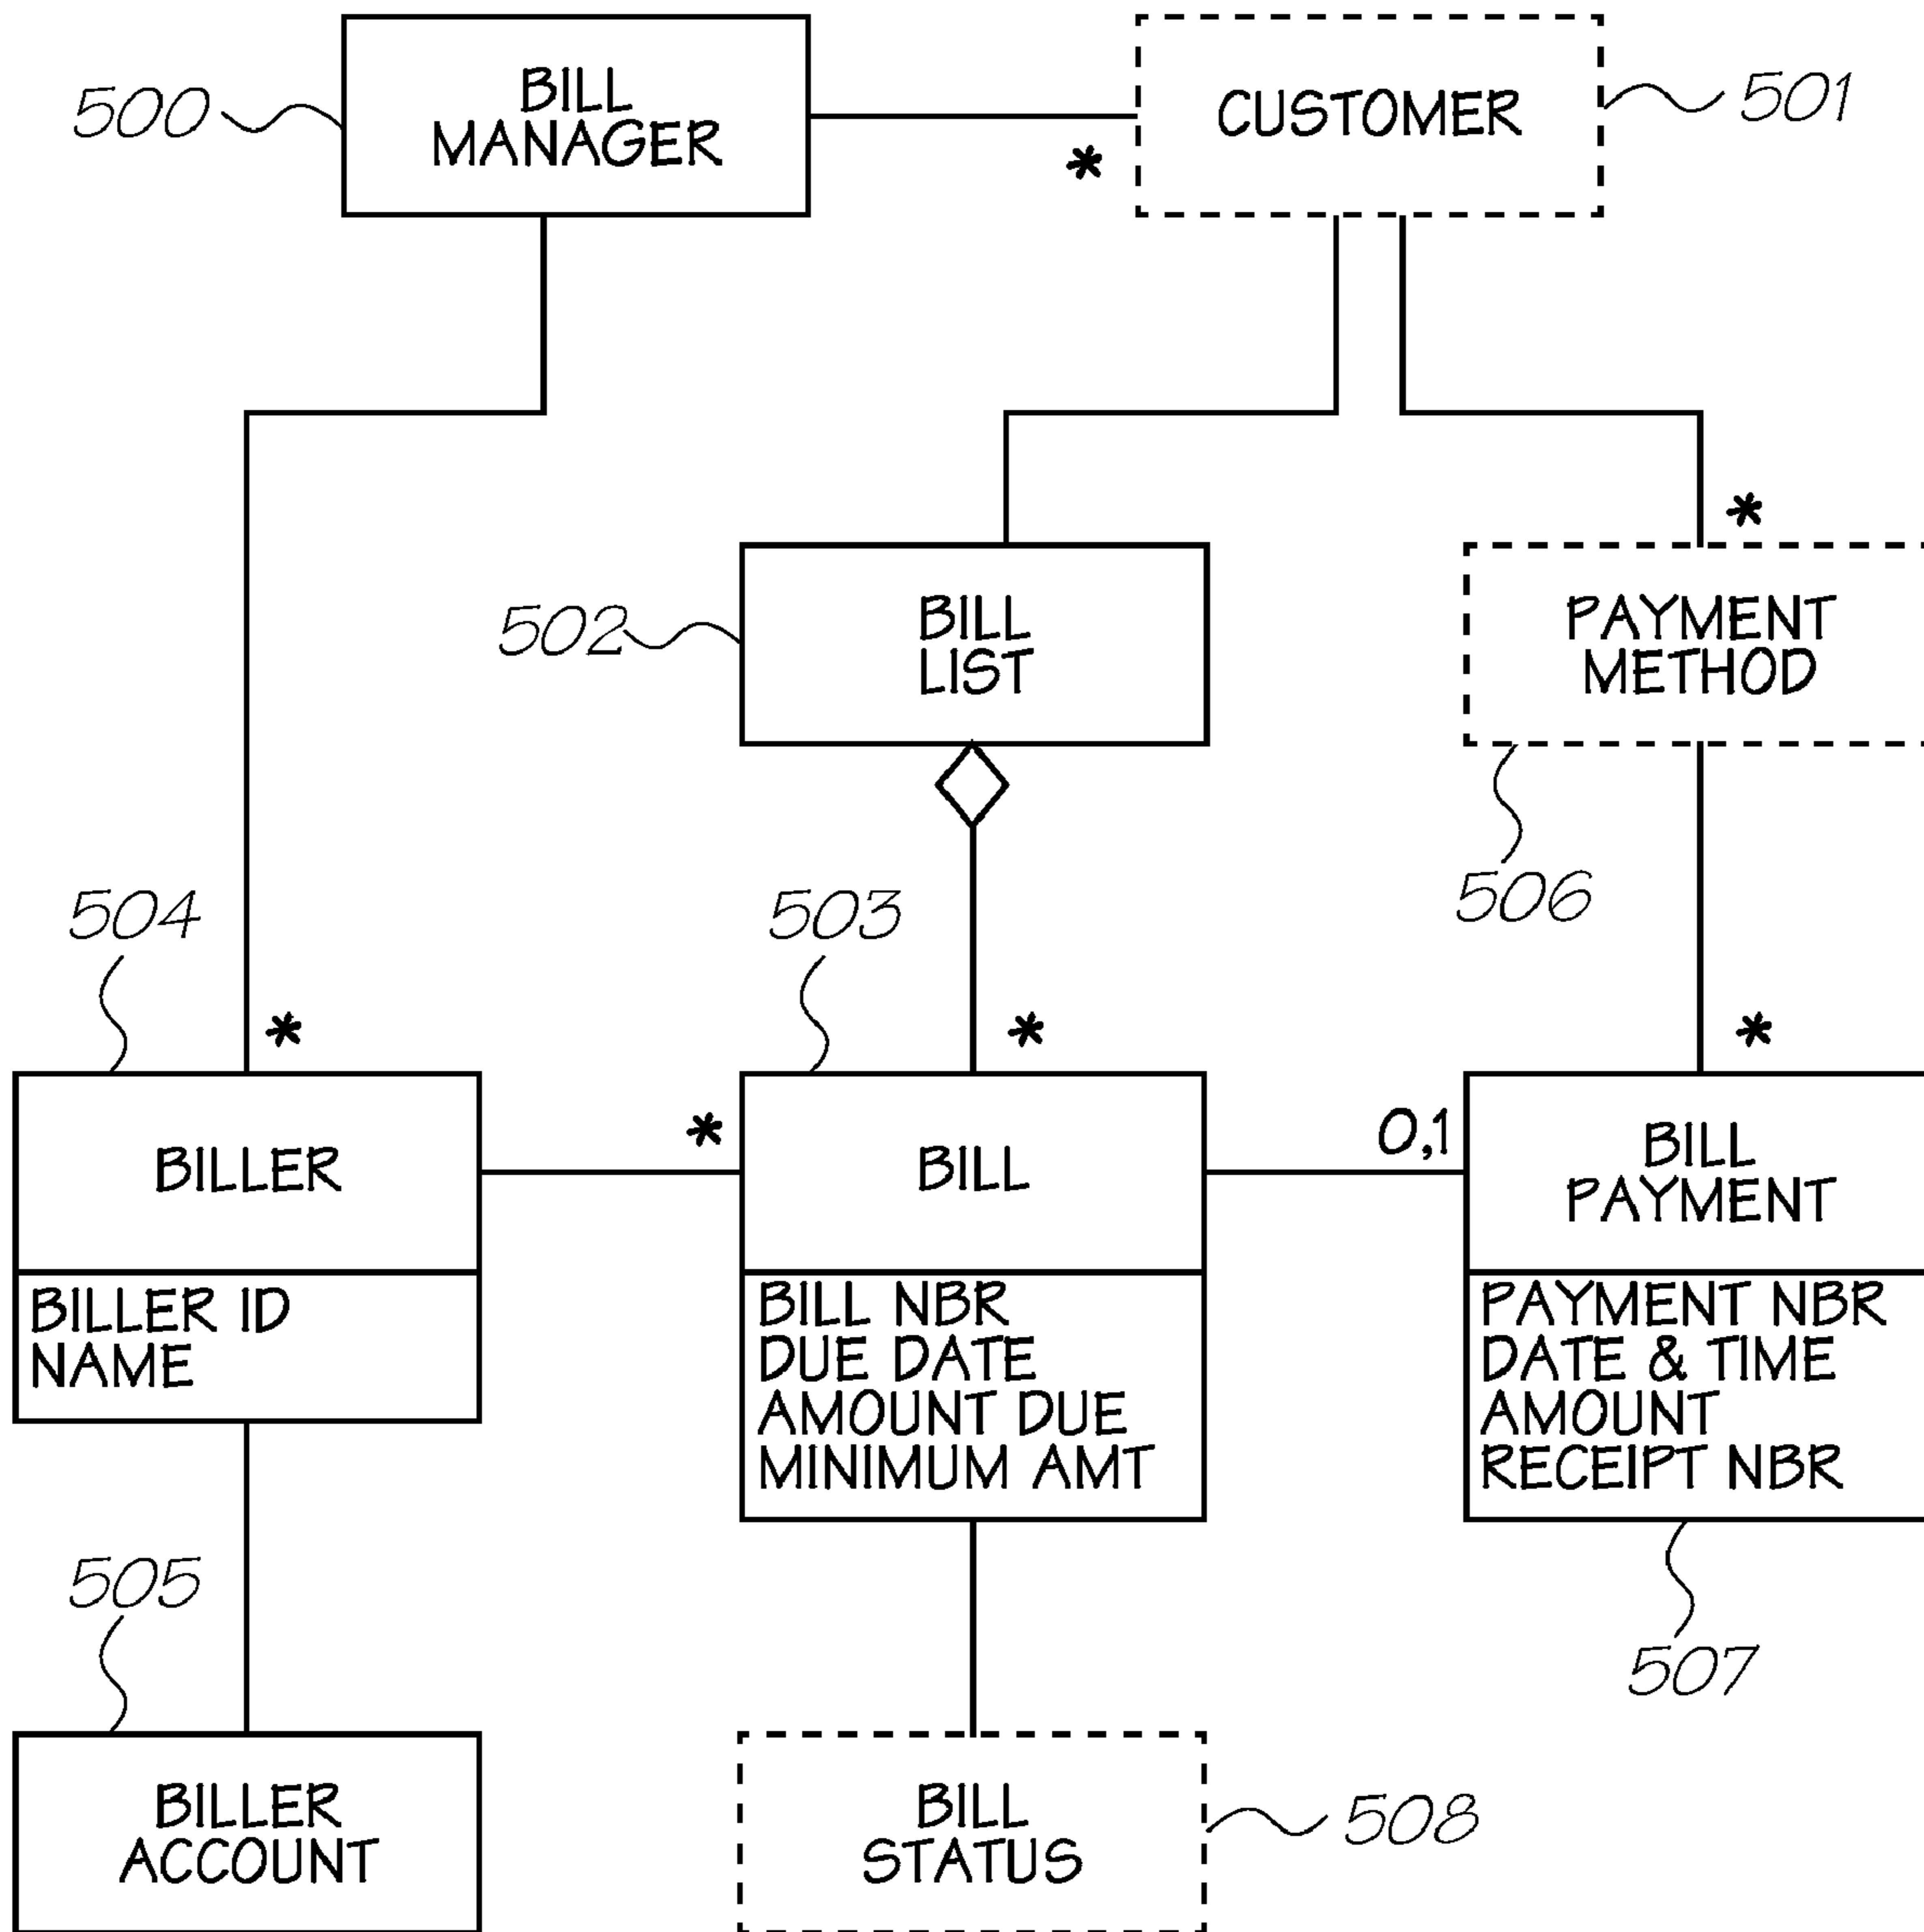 500
BILL
MANAGER
CUSTOMER
501
*
*
502
BILL
LIST
PAYMENT
METHOD
504
503
506
*
*
*
BILLER
*
BILL
0,1
BILL
PAYMENT
BILLER ID
NAME
BILL NBR
DUE DATE
AMOUNT DUE
MINIMUM AMT
PAYMENT NBR
DATE & TIME
AMOUNT
RECEIPT NBR
505
507
BILLER
ACCOUNT
BILL
STATUS
508